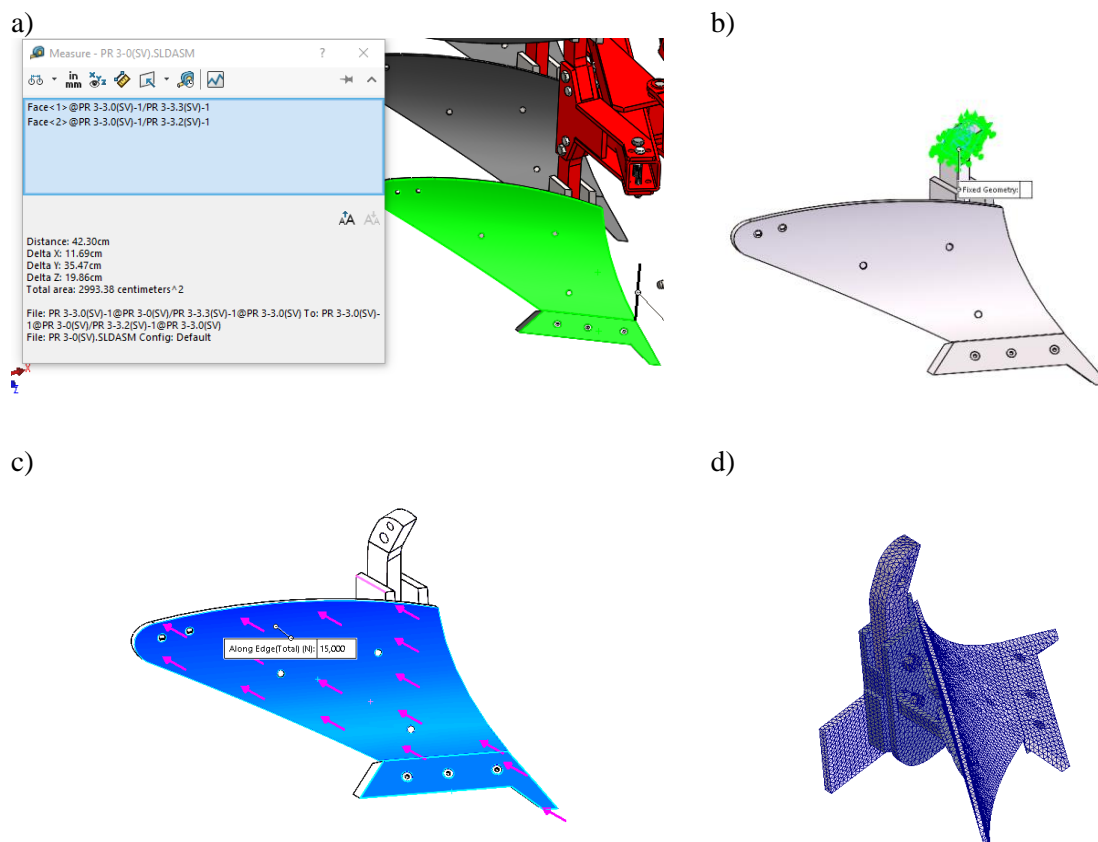 a)
b)
Measure - PR 3-0(SV).SLDASM
?
in
mm
XYZ
Face<1>@PR 3-3.0(SV)-1/PR 3-3.3(SV)-1
Face<2>@PR 3-3.0(SV)-1/PR 3-3.2(SV)-1
AA AA
Distance: 42.30cm
Delta X: 11.69cm
Delta Y: 35.47cm
Delta Z: 19.86cm
Total area: 2993.38 centimeters^2
File: PR 3-3.0(SV)-1@PR 3-0(SV)/PR 3-3.3(SV)-1@PR 3-3.0(SV) To: PR 3-3.0(SV)-
1@PR 3-0(SV)/PR 3-3.2(SV)-1@PR 3-3.0(SV)
File: PR 3-0(SV).SLDASM Config: Default
X
Z
Fixed Geometry:
c)
d)
Along Edge(Total) (N): 15,000